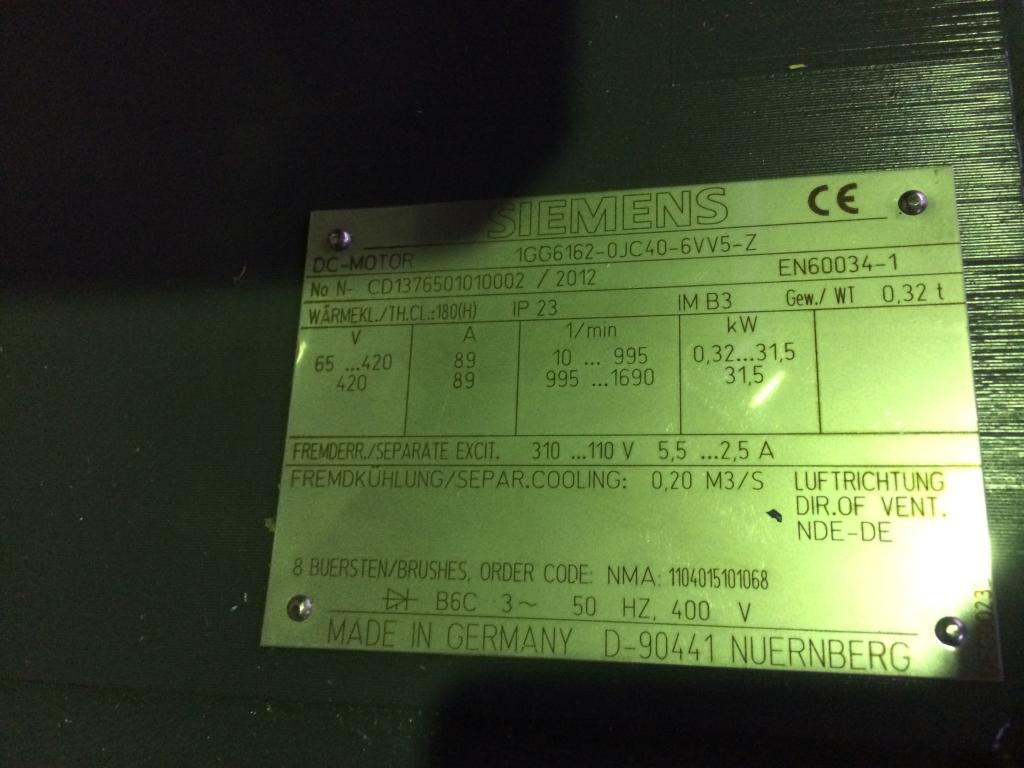 SIEMENS CE
DC-MOTOR 1GG6162-0JC40-6VV5-Z
No N- CD1376501010002 / 2012 EN60034-1
WÄRMEKL./TH.CL.:180(H) IP 23 IM B3 Gew./ WT 0,32 t
V A 1/min kW
65 ...420 89 10 ... 995 0,32...31,5
420 89 995 ...1690 31,5
FREMDERR./SEPARATE EXCIT. 310 ...110 V 5,5 ...2,5 A
FREMDKÜHLUNG/SEPAR.COOLING: 0,20 M3/S LUFTRICHTUNG
DIR.OF VENT.
NDE-DE
8 BUERSTEN/BRUSHES, ORDER CODE: NMA: 1104015101068
B6C 3~ 50 HZ, 400 V
MADE IN GERMANY D-90441 NUERNBERG